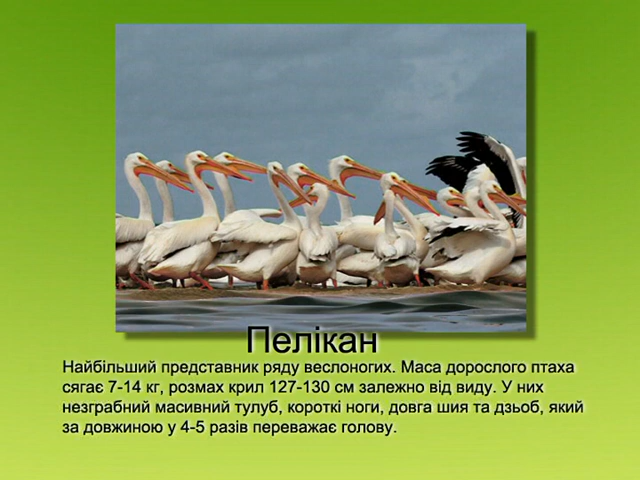 Пелікан
Найбільший представник ряду веслоногих. Маса дорослого птаха
сягає 7-14 кг, розмах крил 127-130 см залежно від виду. У них
незграбний масивний тулуб, короткі ноги, довга шия та дзьоб, який
за довжиною у 4-5 разів переважає голову.